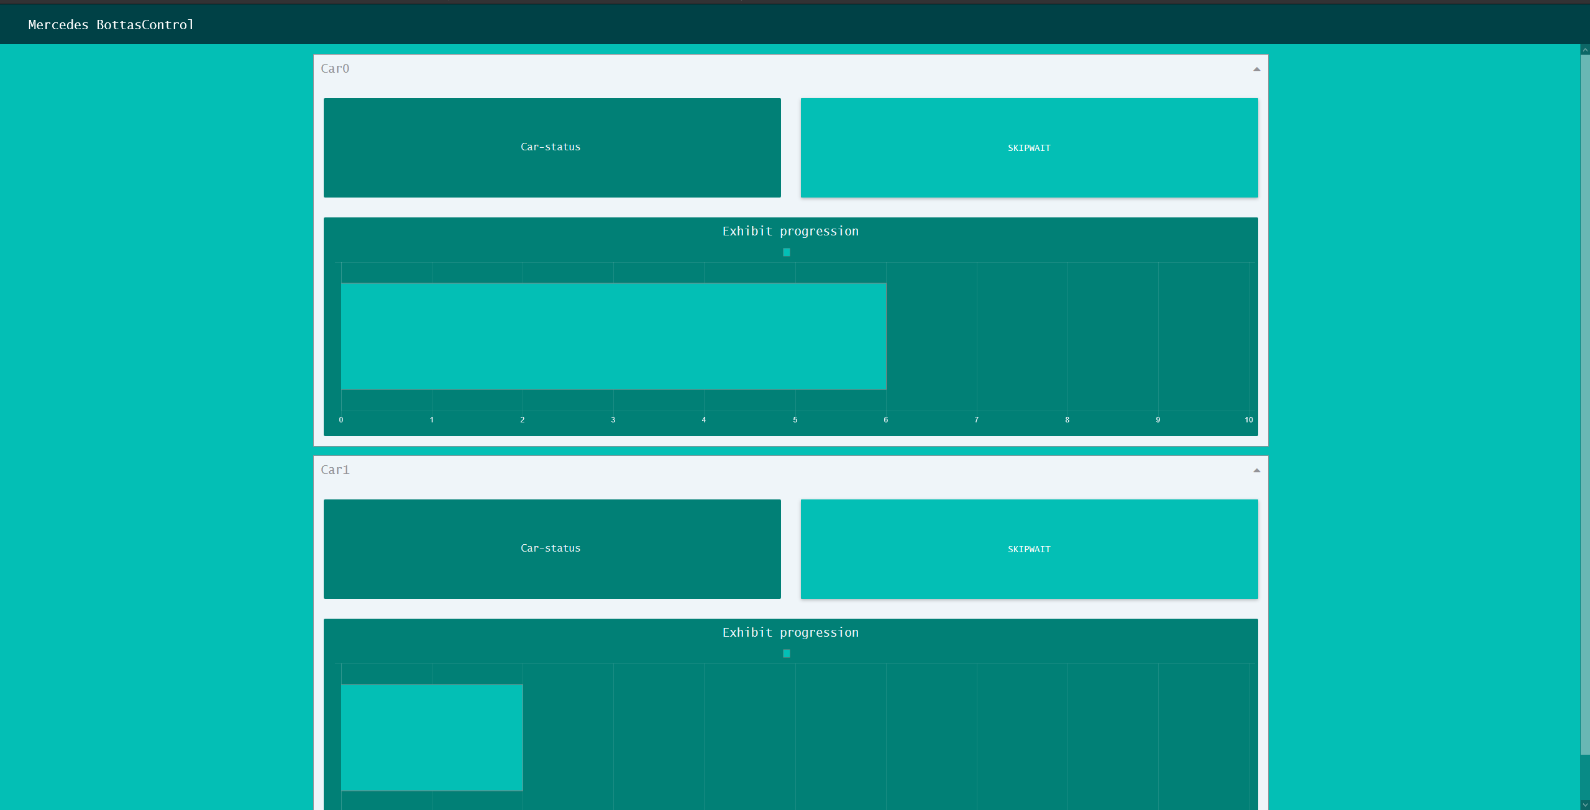 Mercedes BottasControl
Car0
Car-status
SKIPWAIT
Exhibit progression
0 1 2 3 4 5 6 7 8 9 10
Car1
Car-status
SKIPWAIT
Exhibit progression